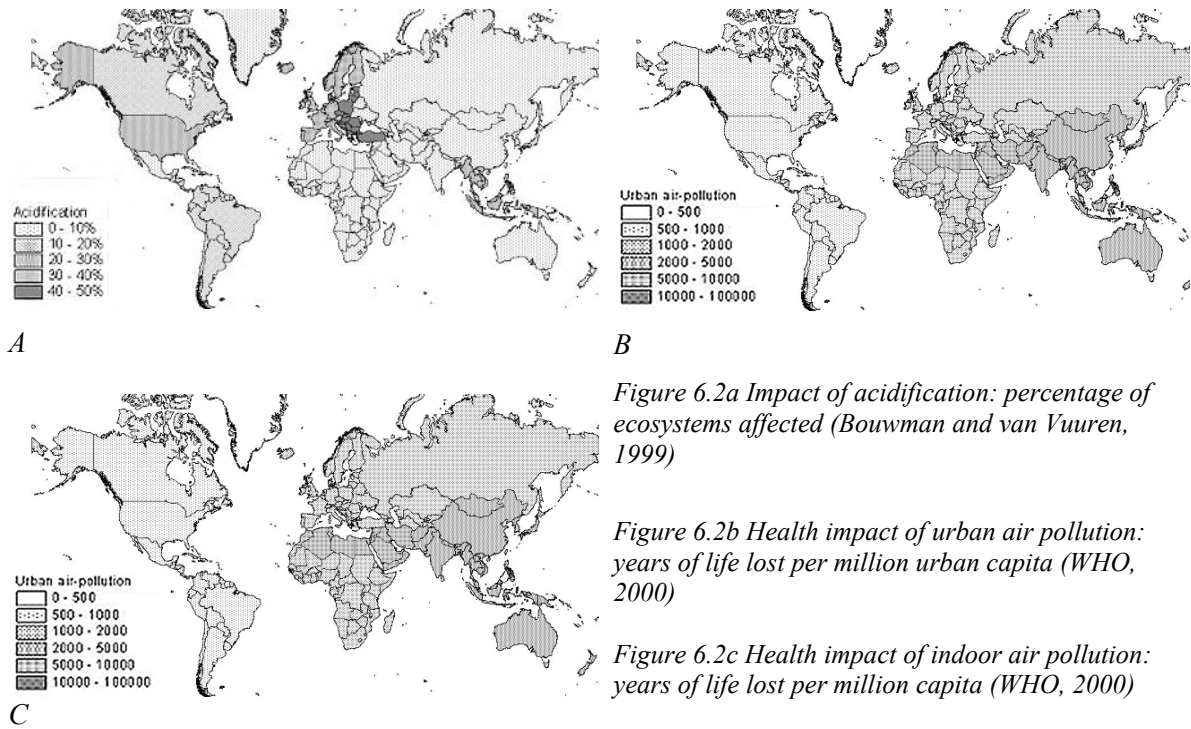 Acidification
0 - 10%
10 - 20%
20 - 30%
30 - 40%
40 - 50%
A
Urban air-pollution
0 - 500
500 - 1000
1000 - 2000
2000 - 5000
5000 - 10000
10000 - 100000
B
Urban air-pollution
0 - 500
500 - 1000
1000 - 2000
2000 - 5000
5000 - 10000
10000 - 100000
C
Figure 6.2a Impact of acidification: percentage of
ecosystems affected (Bouwman and van Vuuren,
1999)
Figure 6.2b Health impact of urban air pollution:
years of life lost per million urban capita (WHO,
2000)
Figure 6.2c Health impact of indoor air pollution:
years of life lost per million capita (WHO, 2000)